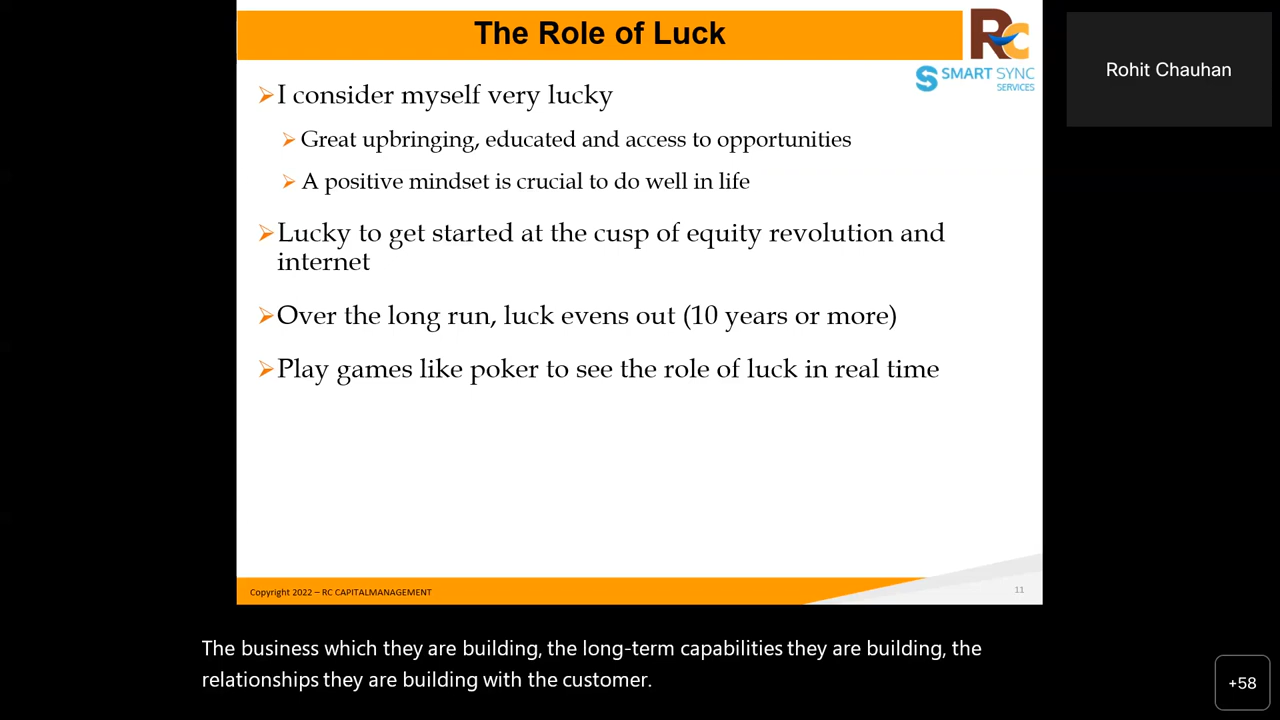 The Role of Luck
Rc
SMART SYNC
SERVICES
Rohit Chauhan
I consider myself very lucky
Great upbringing, educated and access to opportunities
A positive mindset is crucial to do well in life
Lucky to get started at the cusp of equity revolution and
internet
Over the long run, luck evens out (10 years or more)
Play games like poker to see the role of luck in real time
Copyright 2022 – RC CAPITALMANAGEMENT
11
The business which they are building, the long-term capabilities they are building, the
relationships they are building with the customer.
+58